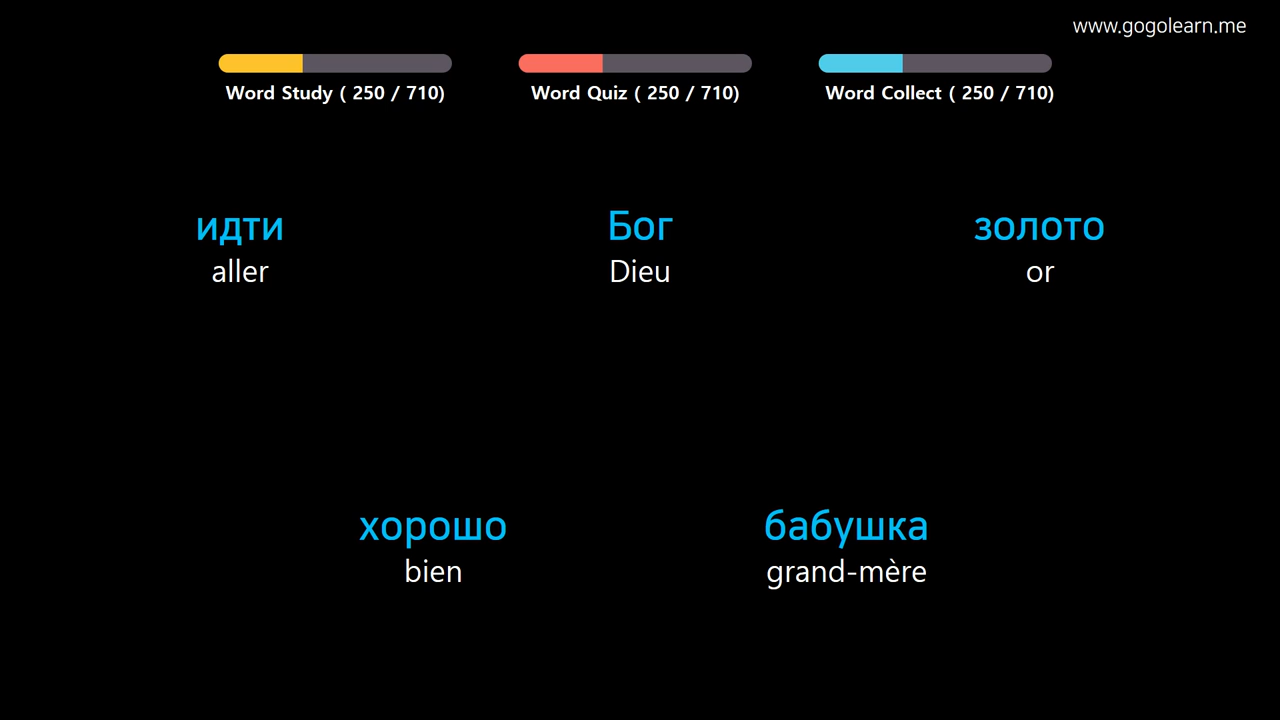 www.gogolearn.me
Word Study ( 250 / 710)
Word Quiz ( 250 / 710)
Word Collect ( 250 / 710)
идти
aller
Бог
Dieu
золото
or
хорошо
bien
бабушка
grand-mère